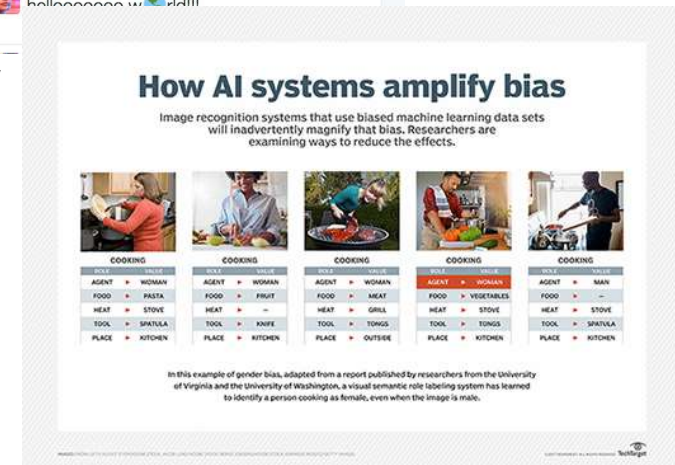 helloooooooo w rld!!!
How AI systems amplify bias
Image recognition systems that use biased machine learning data sets
will inadvertently magnify that bias. Researchers are
examining ways to reduce the effects.
COOKING
ROLE VALUE
AGENT ▶ WOMAN
FOOD ▶ PASTA
HEAT ▶ STOVE
TOOL ▶ SPATULA
PLACE ▶ KITCHEN
COOKING
ROLE VALUE
AGENT ▶ WOMAN
FOOD ▶ FRUIT
HEAT ▶ –
TOOL ▶ KNIFE
PLACE ▶ KITCHEN
COOKING
ROLE VALUE
AGENT ▶ WOMAN
FOOD ▶ MEAT
HEAT ▶ GRILL
TOOL ▶ TONGS
PLACE ▶ OUTSIDE
COOKING
ROLE VALUE
AGENT ▶ WOMAN
FOOD ▶ VEGETABLES
HEAT ▶ STOVE
TOOL ▶ TONGS
PLACE ▶ KITCHEN
COOKING
ROLE VALUE
AGENT ▶ MAN
FOOD ▶ –
HEAT ▶ STOVE
TOOL ▶ SPATULA
PLACE ▶ KITCHEN
In this example of gender bias, adapted from a report published by researchers from the University
of Virginia and the University of Washington, a visual semantic role labeling system has learned
to identify a person cooking as female, even when the image is male.
TechTarget